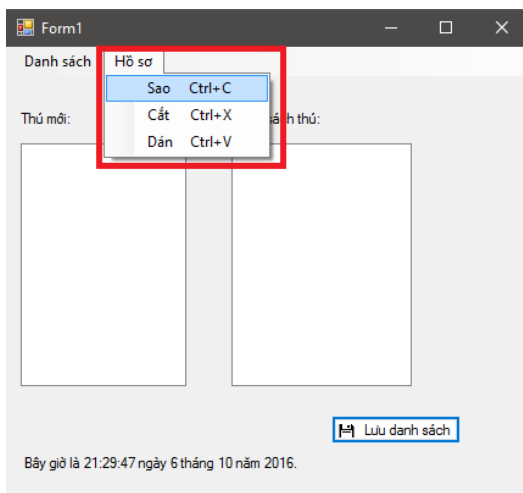 Form1
Danh sách Hồ sơ
Sao Ctrl+C
Cắt Ctrl+X
Dán Ctrl+V
Thú mới: sách thú:
Lưu danh sách
Bây giờ là 21:29:47 ngày 6 tháng 10 năm 2016.